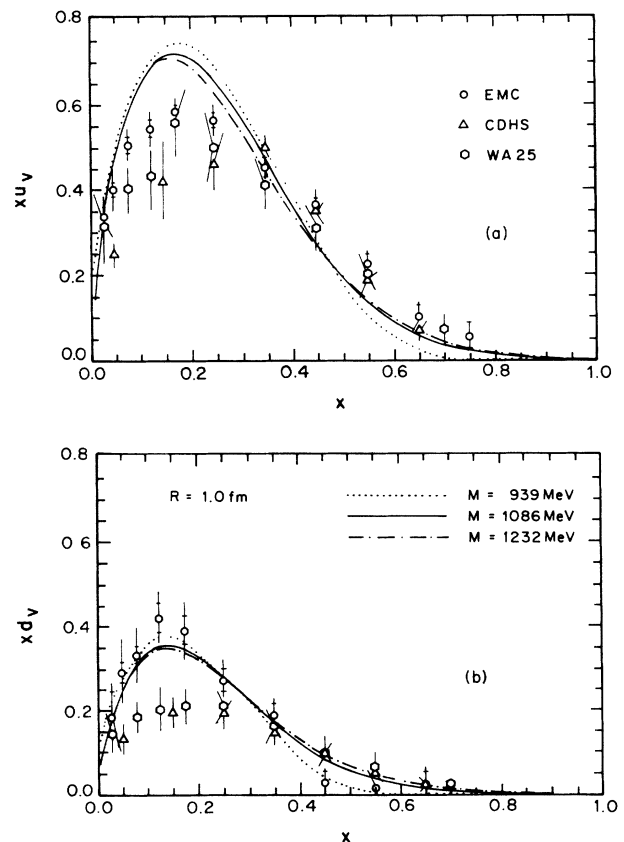 0.8
0.6
0.4
0.2
0.0
xu_v
○ EMC
△ CDHS
⬡ WA25
(a)
0.0 0.2 0.4 0.6 0.8 1.0
x
0.8
0 6
0.4
0.2
0.0
xd_v
R = 1.0 fm
M = 939 MeV
M = 1086 MeV
M = 1232 MeV
(b)
0.0 0.2 0.4 0.6 0.8 1.0
x